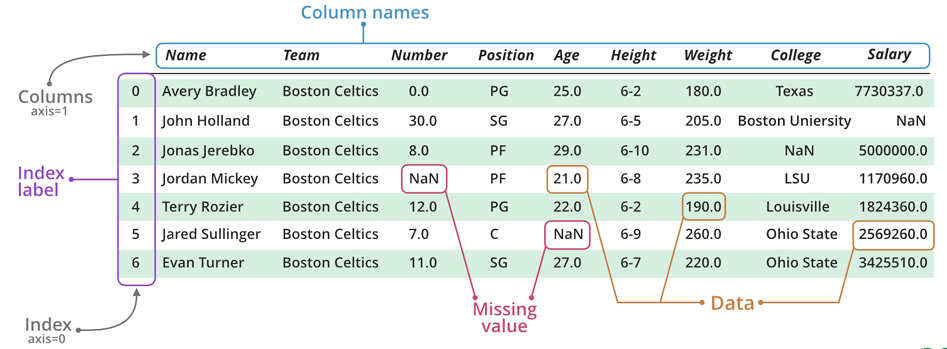 Column names
Name Team Number Position Age Height Weight College Salary
Columns
axis=1
0 Avery Bradley Boston Celtics 0.0 PG 25.0 6-2 180.0 Texas 7730337.0
1 John Holland Boston Celtics 30.0 SG 27.0 6-5 205.0 Boston Uniersity NaN
2 Jonas Jerebko Boston Celtics 8.0 PF 29.0 6-10 231.0 NaN 5000000.0
Index
label
3 Jordan Mickey Boston Celtics NaN PF 21.0 6-8 235.0 LSU 1170960.0
4 Terry Rozier Boston Celtics 12.0 PG 22.0 6-2 190.0 Louisville 1824360.0
5 Jared Sullinger Boston Celtics 7.0 C NaN 6-9 260.0 Ohio State 2569260.0
6 Evan Turner Boston Celtics 11.0 SG 27.0 6-7 220.0 Ohio State 3425510.0
Missing
value
Data
Index
axis=0